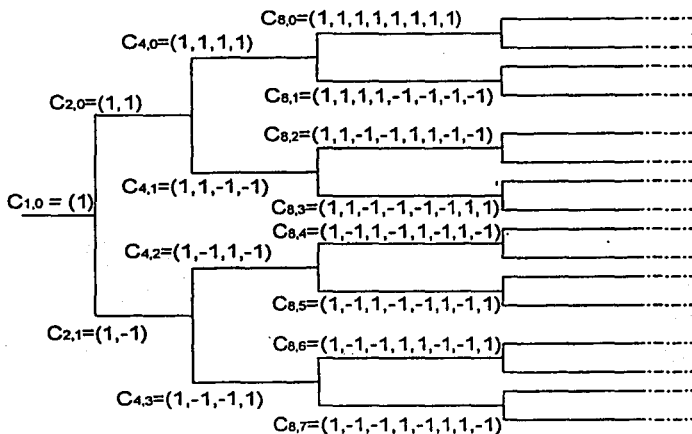 C8,0=(1,1,1,1,1,1,1,1)
C4,0=(1,1,1,1)
C8,1=(1,1,1,1,-1,-1,-1,-1)
C2,0=(1,1)
C8,2=(1,1,-1,-1,1,1,-1,-1)
C4,1=(1,1,-1,-1)
C1,0 = (1)
C8,3=(1,1,-1,-1,-1,-1,1,1)
C8,4=(1,-1,1,-1,1,-1,1,-1)
C4,2=(1,-1,1,-1)
C8,5=(1,-1,1,-1,-1,1,-1,1)
C2,1=(1,-1)
C8,6=(1,-1,-1,1,1,-1,-1,1)
C4,3=(1,-1,-1,1)
C8,7=(1,-1,-1,1,-1,1,1,-1)